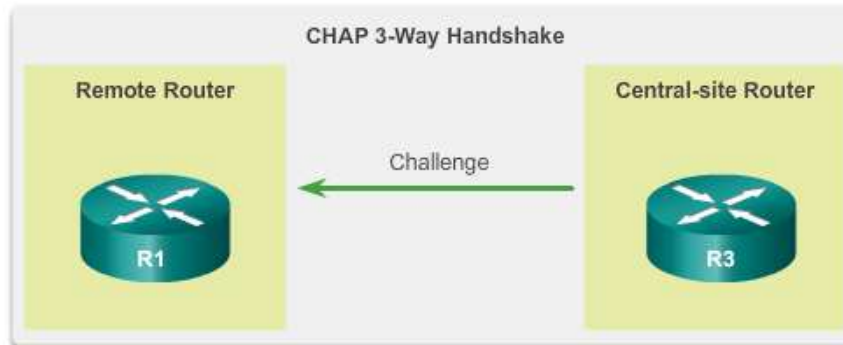 CHAP 3-Way Handshake
Remote Router
Central-site Router
Challenge
R1
R3